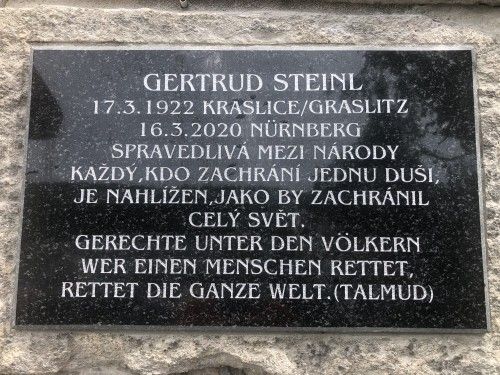 GERTRUD STEINL
17.3.1922 KRASLICE/GRASLITZ
16.3.2020 NÜRNBERG
SPRAVEDLIVÁ MEZI NÁRODY
KAŽDÝ,KDO ZACHRÁNÍ JEDNU DUŠI,
JE NAHLÍŽEN,JAKO BY ZACHRÁNIL
CELÝ SVĚT.
GERECHTE UNTER DEN VÖLKERN
WER EINEN MENSCHEN RETTET,
RETTET DIE GANZE WELT.(TALMUD)